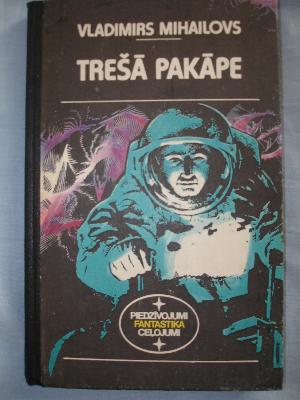 VLADIMIRS MIHAILOVS
TREŠĀ PAKĀPE
PIEDZĪVOJUMI
FANTASTIKA
CEĻOJUMI